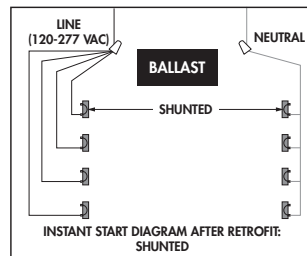 LINE
(120-277 VAC)
NEUTRAL
BALLAST
SHUNTED
INSTANT START DIAGRAM AFTER RETROFIT:
SHUNTED